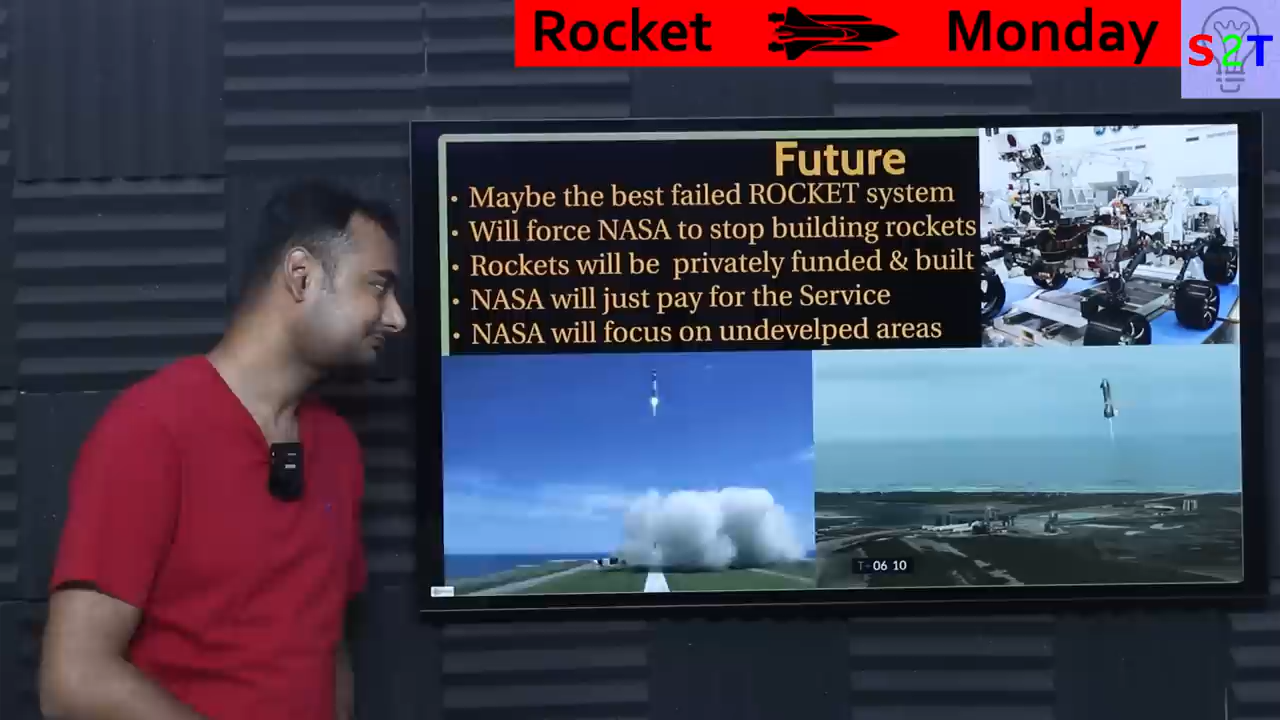 Rocket Monday
S2T
Future
• Maybe the best failed ROCKET system
• Will force NASA to stop building rockets
• Rockets will be privately funded & built
• NASA will just pay for the Service
• NASA will focus on undevelped areas
T-06 10